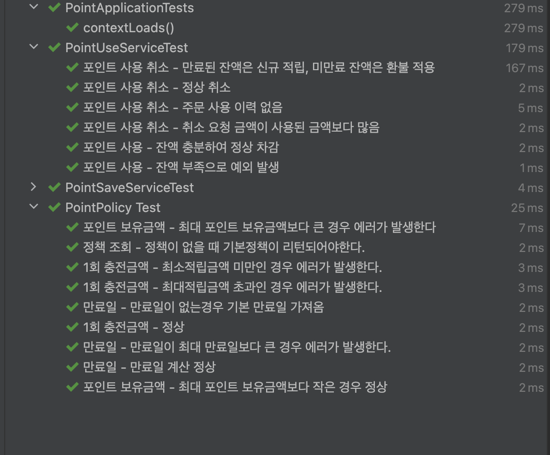 PointApplicationTests 279 ms
contextLoads() 279 ms
PointUseServiceTest 179 ms
포인트 사용 취소 - 만료된 잔액은 신규 적립, 미만료 잔액은 환불 적용 167 ms
포인트 사용 취소 - 정상 취소 2 ms
포인트 사용 취소 - 주문 사용 이력 없음 5 ms
포인트 사용 취소 - 취소 요청 금액이 사용된 금액보다 많음 2 ms
포인트 사용 - 잔액 충분하여 정상 차감 2 ms
포인트 사용 - 잔액 부족으로 예외 발생 1 ms
PointSaveServiceTest 4 ms
PointPolicy Test 25 ms
포인트 보유금액 - 최대 포인트 보유금액보다 큰 경우 에러가 발생한다 7 ms
정책 조회 - 정책이 없을 때 기본정책이 리턴되어야한다. 2 ms
1회 충전금액 - 최소적립금액 미만인 경우 에러가 발생한다. 3 ms
1회 충전금액 - 최대적립금액 초과인 경우 에러가 발생한다. 3 ms
만료일 - 만료일이 없는경우 기본 만료일 가져옴 2 ms
1회 충전금액 - 정상 2 ms
만료일 - 만료일이 최대 만료일보다 큰 경우 에러가 발생한다. 2 ms
만료일 - 만료일 계산 정상 2 ms
포인트 보유금액 - 최대 포인트 보유금액보다 작은 경우 정상 2 ms